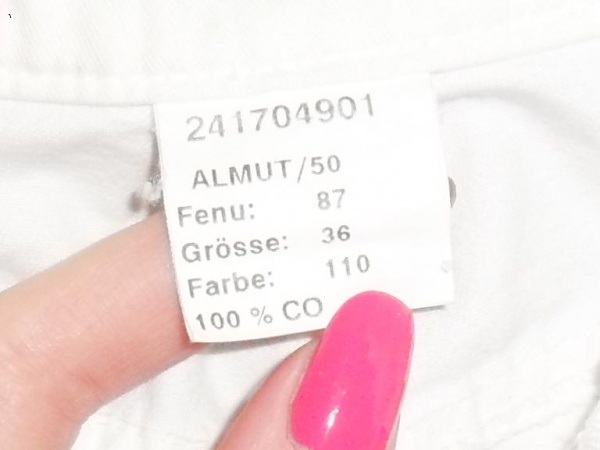 241704901
ALMUT/50
Fenu: 87
Grösse: 36
Farbe: 110
100 % CO